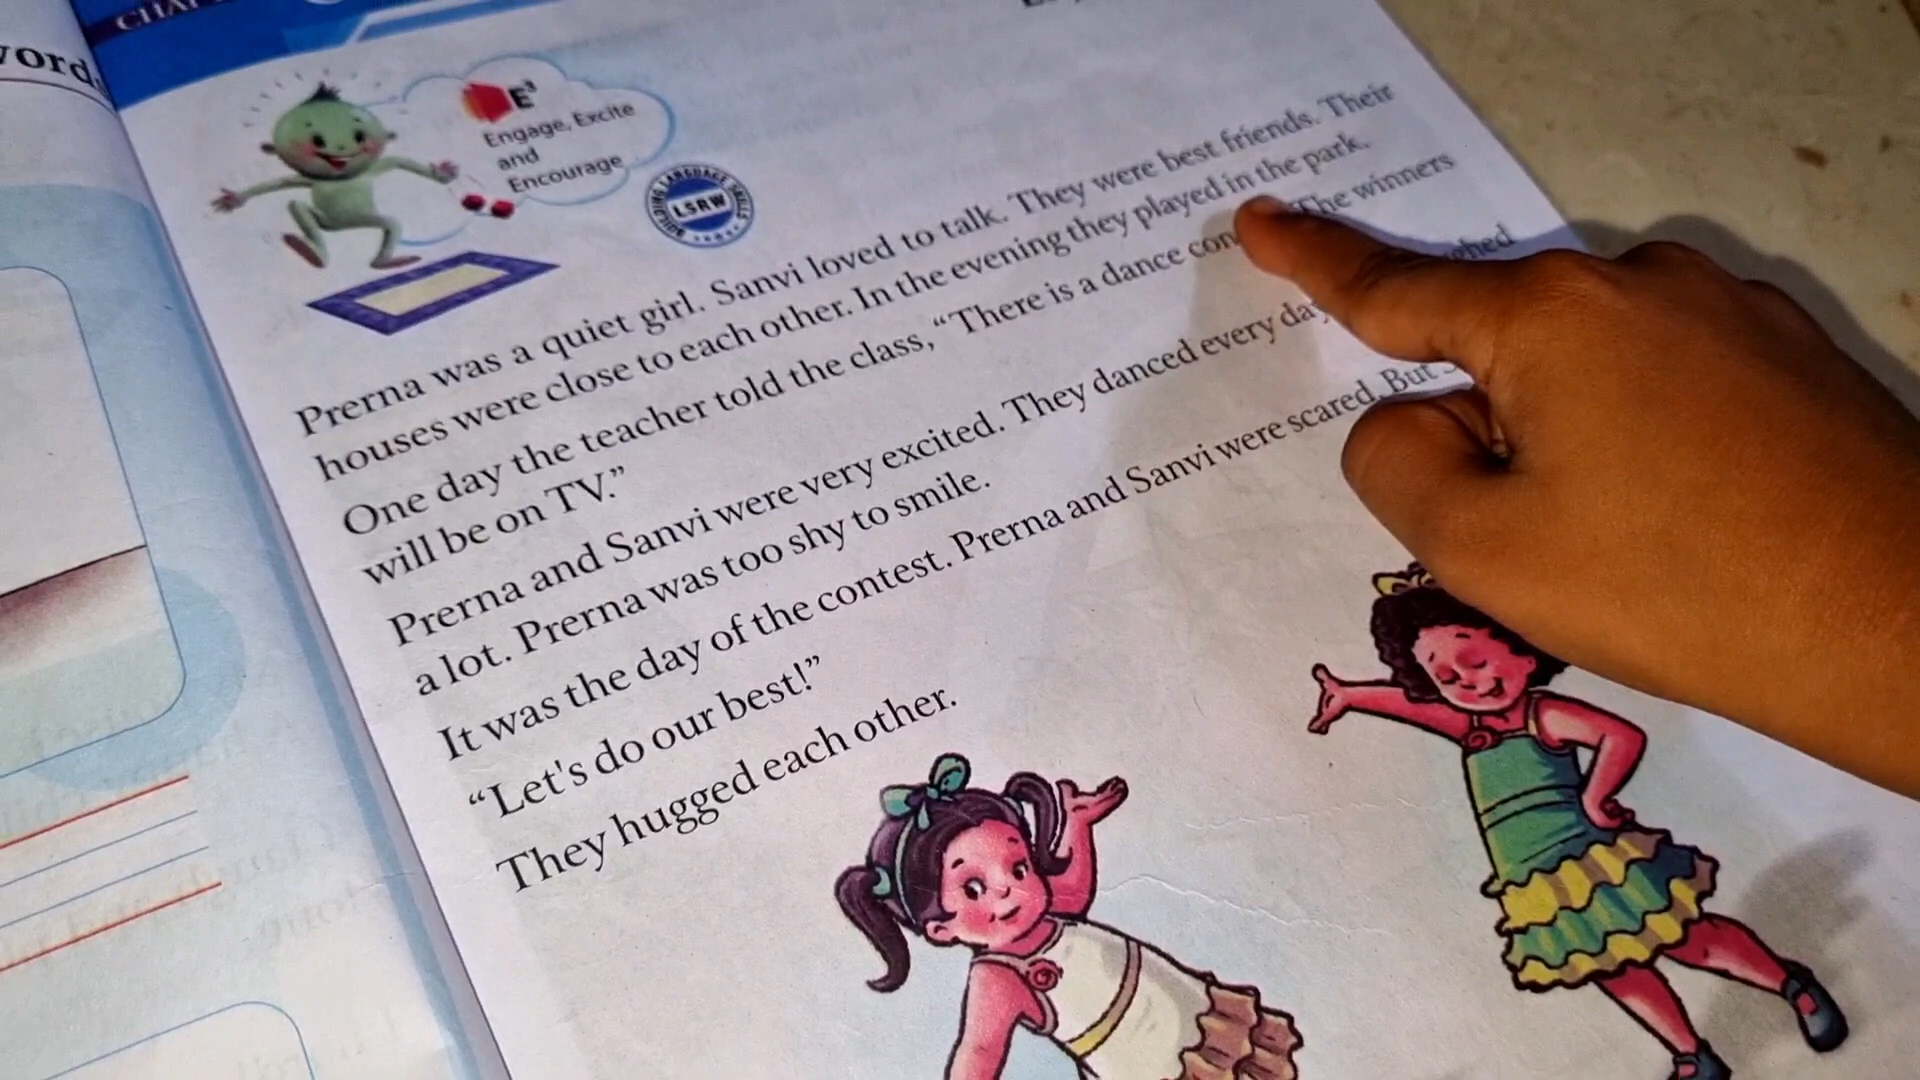 E³
Engage, Excite
and
Encourage
BUILDING LANGUAGE SKILLS
LSRW
Prerna was a quiet girl. Sanvi loved to talk. They were best friends. Their
houses were close to each other. In the evening they played in the park.
One day the teacher told the class, “There is a dance The winners
will be on TV.”
Prerna and Sanvi were very excited. They danced every day
a lot. Prerna was too shy to smile.
It was the day of the contest. Prerna and Sanvi were scared. But
“Let's do our best!”
They hugged each other.